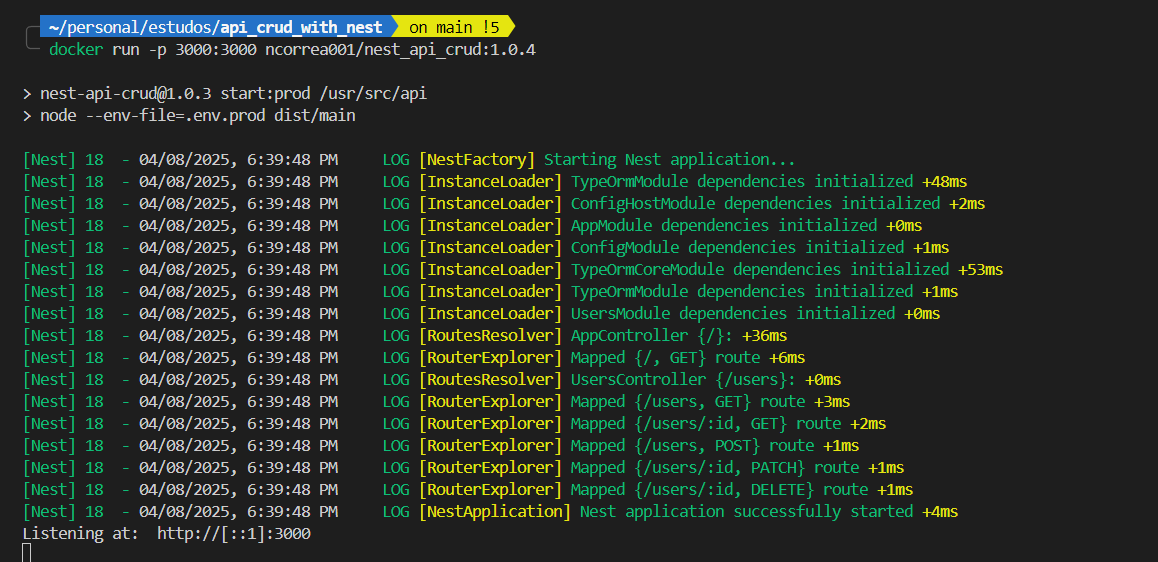 ~/personal/estudos/api_crud_with_nest on main !5
docker run -p 3000:3000 ncorrea001/nest_api_crud:1.0.4
> nest-api-crud@1.0.3 start:prod /usr/src/api
> node --env-file=.env.prod dist/main
[Nest] 18  - 04/08/2025, 6:39:48 PM     LOG [NestFactory] Starting Nest application...
[Nest] 18  - 04/08/2025, 6:39:48 PM     LOG [InstanceLoader] TypeOrmModule dependencies initialized +48ms
[Nest] 18  - 04/08/2025, 6:39:48 PM     LOG [InstanceLoader] ConfigHostModule dependencies initialized +2ms
[Nest] 18  - 04/08/2025, 6:39:48 PM     LOG [InstanceLoader] AppModule dependencies initialized +0ms
[Nest] 18  - 04/08/2025, 6:39:48 PM     LOG [InstanceLoader] ConfigModule dependencies initialized +1ms
[Nest] 18  - 04/08/2025, 6:39:48 PM     LOG [InstanceLoader] TypeOrmCoreModule dependencies initialized +53ms
[Nest] 18  - 04/08/2025, 6:39:48 PM     LOG [InstanceLoader] TypeOrmModule dependencies initialized +1ms
[Nest] 18  - 04/08/2025, 6:39:48 PM     LOG [InstanceLoader] UsersModule dependencies initialized +0ms
[Nest] 18  - 04/08/2025, 6:39:48 PM     LOG [RoutesResolver] AppController {/}: +36ms
[Nest] 18  - 04/08/2025, 6:39:48 PM     LOG [RouterExplorer] Mapped {/, GET} route +6ms
[Nest] 18  - 04/08/2025, 6:39:48 PM     LOG [RoutesResolver] UsersController {/users}: +0ms
[Nest] 18  - 04/08/2025, 6:39:48 PM     LOG [RouterExplorer] Mapped {/users, GET} route +3ms
[Nest] 18  - 04/08/2025, 6:39:48 PM     LOG [RouterExplorer] Mapped {/users/:id, GET} route +2ms
[Nest] 18  - 04/08/2025, 6:39:48 PM     LOG [RouterExplorer] Mapped {/users, POST} route +1ms
[Nest] 18  - 04/08/2025, 6:39:48 PM     LOG [RouterExplorer] Mapped {/users/:id, PATCH} route +1ms
[Nest] 18  - 04/08/2025, 6:39:48 PM     LOG [RouterExplorer] Mapped {/users/:id, DELETE} route +1ms
[Nest] 18  - 04/08/2025, 6:39:48 PM     LOG [NestApplication] Nest application successfully started +4ms
Listening at:  http://[::1]:3000